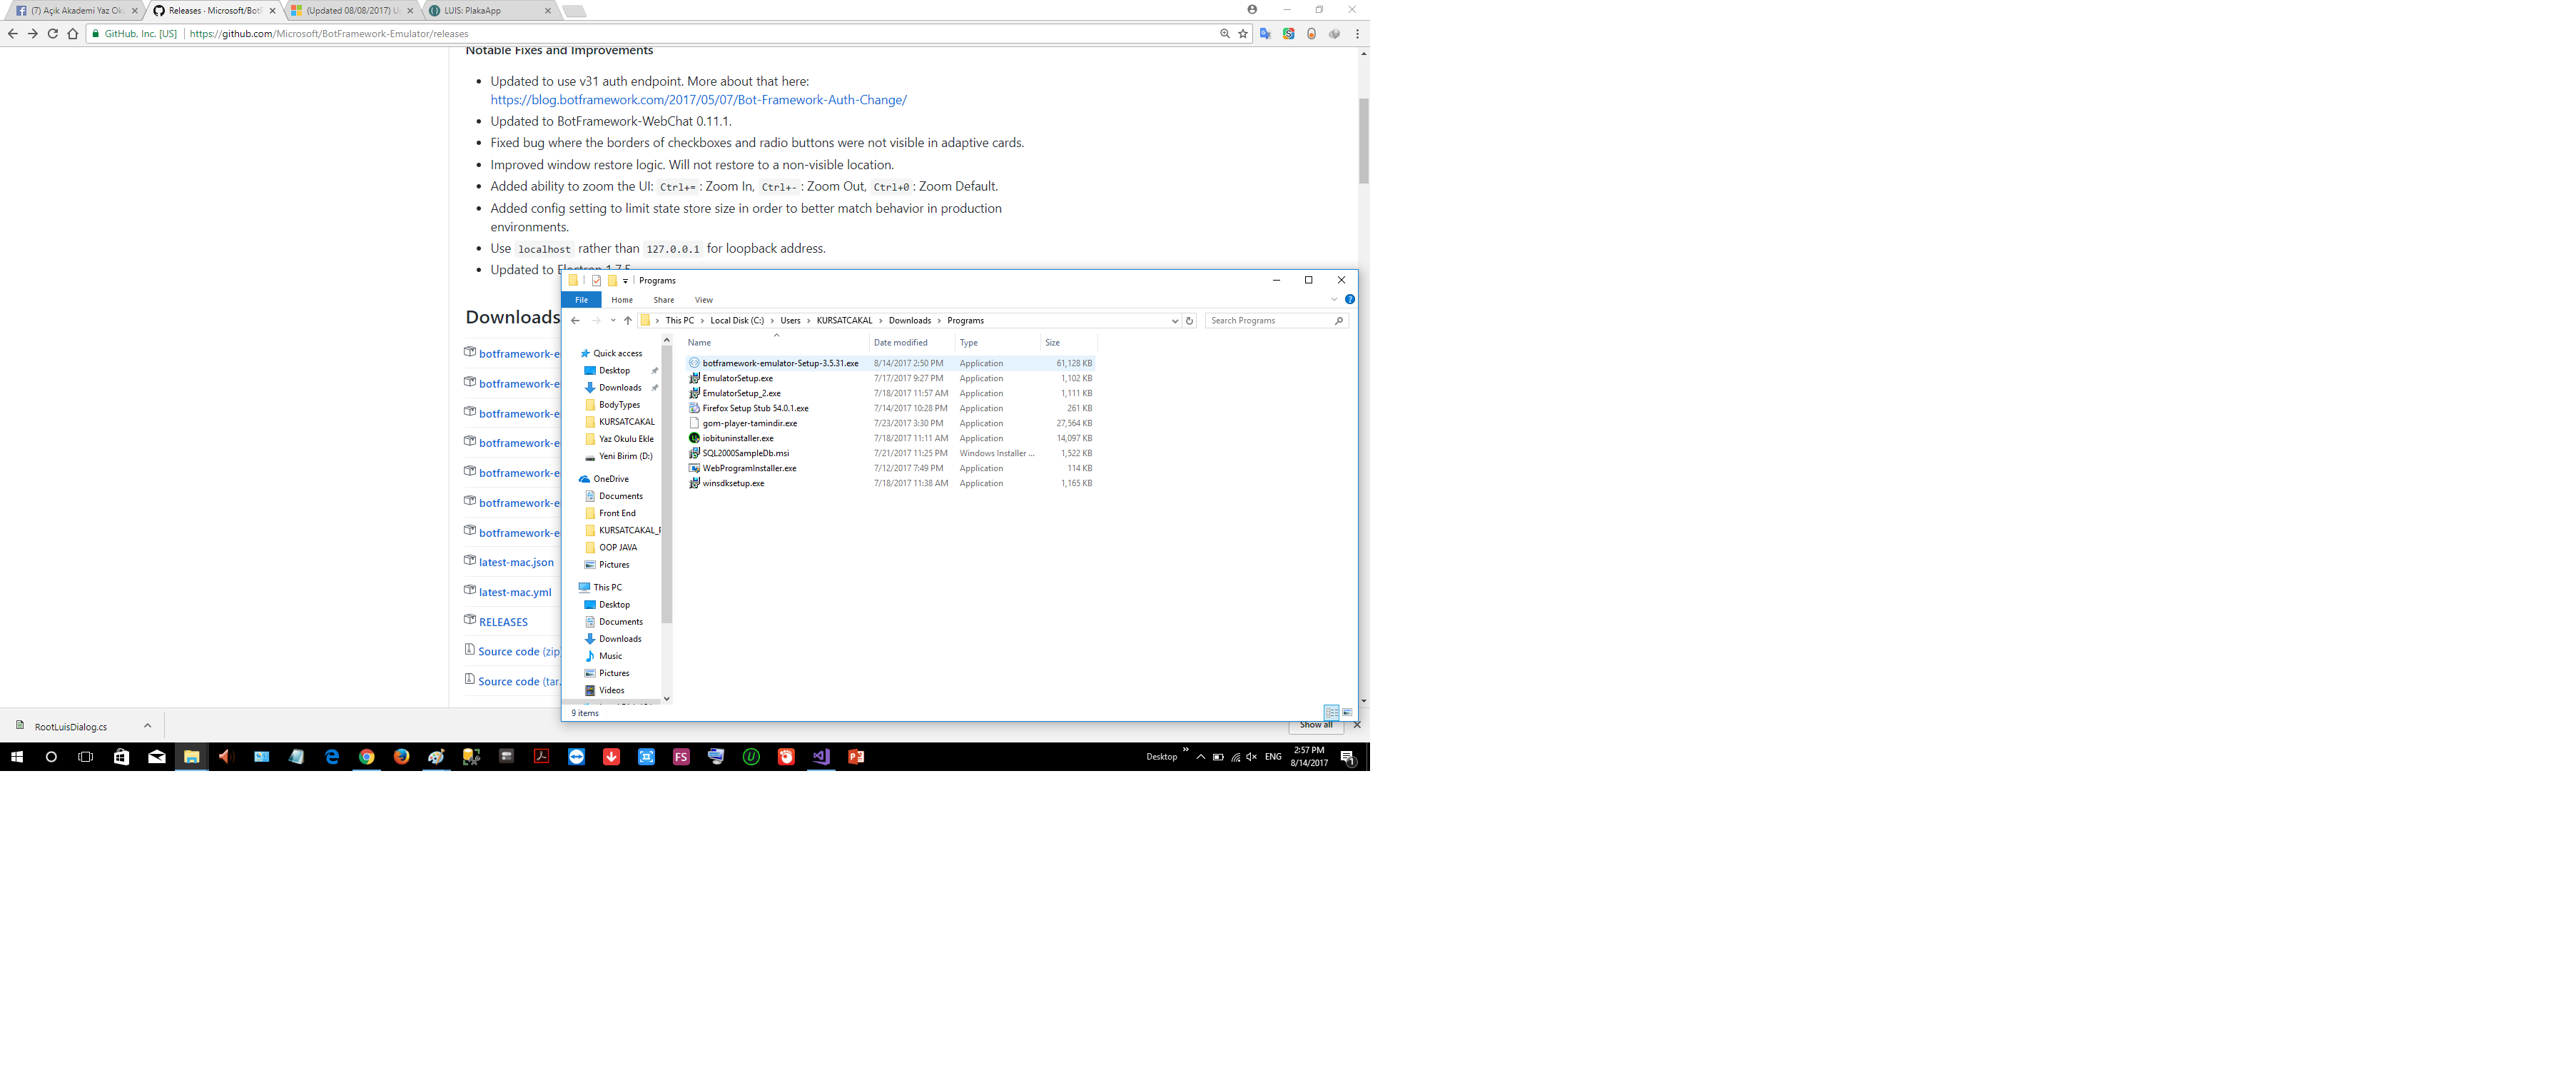 (7) Açık Akademi Yaz Oku
Releases · Microsoft/BotF
(Updated 08/08/2017) U
LUIS: PlakaApp
GitHub, Inc. [US]
https://github.com/Microsoft/BotFramework-Emulator/releases
Notable Fixes and Improvements
Updated to use v31 auth endpoint. More about that here:
https://blog.botframework.com/2017/05/07/Bot-Framework-Auth-Change/
Updated to BotFramework-WebChat 0.11.1.
Fixed bug where the borders of checkboxes and radio buttons were not visible in adaptive cards.
Improved window restore logic. Will not restore to a non-visible location.
Added ability to zoom the UI: Ctrl+= : Zoom In, Ctrl+- : Zoom Out, Ctrl+0 : Zoom Default.
Added config setting to limit state store size in order to better match behavior in production
environments.
Use localhost rather than 127.0.0.1 for loopback address.
Updated to Electron 1.7.5
Downloads
botframework-e
botframework-e
botframework-e
botframework-e
botframework-e
botframework-e
botframework-e
latest-mac.json
latest-mac.yml
RELEASES
Source code (zip)
Source code (tar.
Programs
File Home Share View
This PC > Local Disk (C:) > Users > KURSATCAKAL > Downloads > Programs
Search Programs
Quick access
Desktop
Downloads
BodyTypes
KURSATCAKAL
Yaz Okulu Ekle
Yeni Birim (D:)
OneDrive
Documents
Front End
KURSATCAKAL_F
OOP JAVA
Pictures
This PC
Desktop
Documents
Downloads
Music
Pictures
Videos
Name Date modified Type Size
botframework-emulator-Setup-3.5.31.exe 8/14/2017 2:50 PM Application 61,128 KB
EmulatorSetup.exe 7/17/2017 9:27 PM Application 1,102 KB
EmulatorSetup_2.exe 7/18/2017 11:57 AM Application 1,111 KB
Firefox Setup Stub 54.0.1.exe 7/14/2017 10:28 PM Application 261 KB
gom-player-tamindir.exe 7/23/2017 3:30 PM Application 27,564 KB
iobituninstaller.exe 7/18/2017 11:11 AM Application 14,097 KB
SQL2000SampleDb.msi 7/21/2017 11:25 PM Windows Installer ... 1,522 KB
WebProgramInstaller.exe 7/12/2017 7:49 PM Application 114 KB
winsdksetup.exe 7/18/2017 11:38 AM Application 1,165 KB
9 items
RootLuisDialog.cs
Show all
FS
Desktop
ENG
2:57 PM
8/14/2017
1